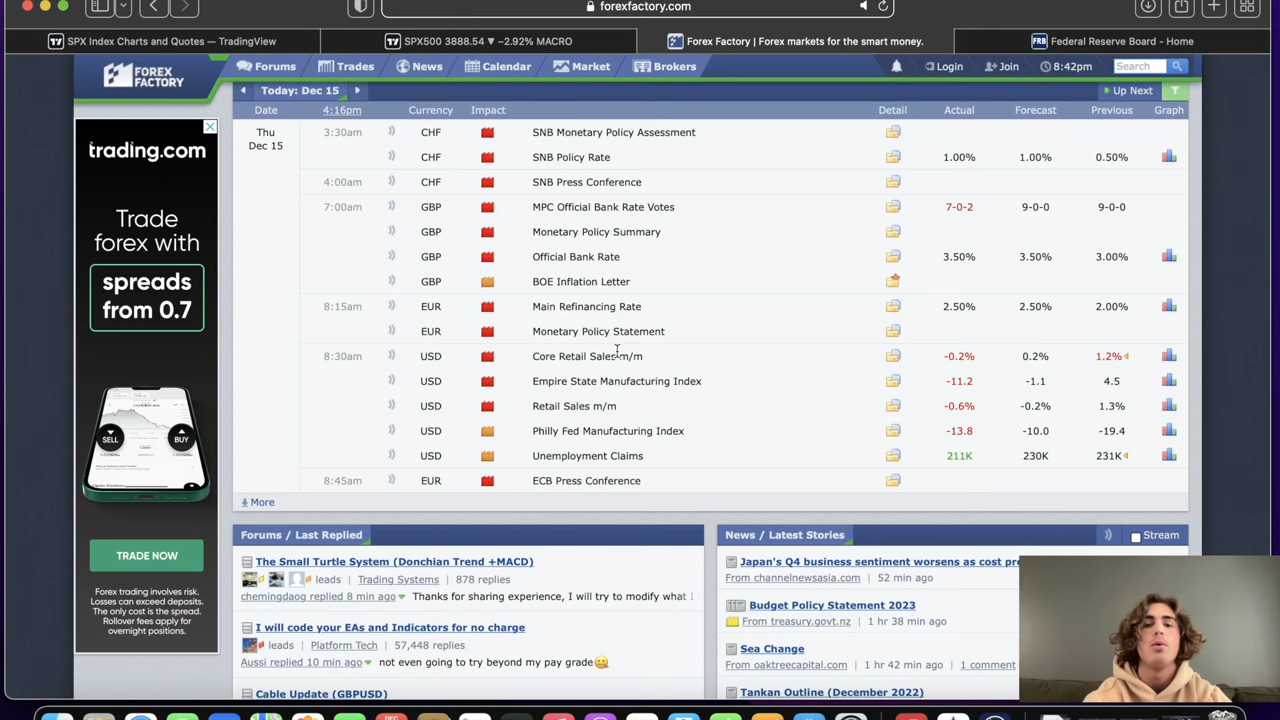 forexfactory.com
SPX Index Charts and Quotes — TradingView
SPX500 3888.54 ▼ −2.92% MACRO
Forex Factory | Forex markets for the smart money.
FRB Federal Reserve Board - Home
FOREX FACTORY
Forums Trades News Calendar Market Brokers Login Join 8:42pm Search
Today: Dec 15 Up Next
Date 4:16pm Currency Impact Detail Actual Forecast Previous Graph
Thu Dec 15 3:30am CHF SNB Monetary Policy Assessment
CHF SNB Policy Rate 1.00% 1.00% 0.50%
4:00am CHF SNB Press Conference
7:00am GBP MPC Official Bank Rate Votes 7-0-2 9-0-0 9-0-0
GBP Monetary Policy Summary
GBP Official Bank Rate 3.50% 3.50% 3.00%
GBP BOE Inflation Letter
8:15am EUR Main Refinancing Rate 2.50% 2.50% 2.00%
EUR Monetary Policy Statement
8:30am USD Core Retail Sales m/m -0.2% 0.2% 1.2%
USD Empire State Manufacturing Index -11.2 -1.1 4.5
USD Retail Sales m/m -0.6% -0.2% 1.3%
USD Philly Fed Manufacturing Index -13.8 -10.0 -19.4
USD Unemployment Claims 211K 230K 231K
8:45am EUR ECB Press Conference
More
trading.com
Trade
forex with
spreads
from 0.7
SELL BUY
TRADE NOW
Forex trading involves risk.
Losses can exceed deposits.
The only cost is the spread.
Rollover fees apply for
overnight positions.
Forums / Last Replied
The Small Turtle System (Donchian Trend +MACD)
leads | Trading Systems | 878 replies
chemingdaog replied 8 min ago Thanks for sharing experience, I will try to modify what I
I will code your EAs and Indicators for no charge
leads | Platform Tech | 57,448 replies
Aussi replied 10 min ago not even going to try beyond my pay grade
Cable Update (GBPUSD)
News / Latest Stories Stream
Japan's Q4 business sentiment worsens as cost pre
From channelnewsasia.com | 52 min ago
Budget Policy Statement 2023
From treasury.govt.nz | 1 hr 38 min ago
Sea Change
From oaktreecapital.com | 1 hr 42 min ago | 1 comment
Tankan Outline (December 2022)
DEC